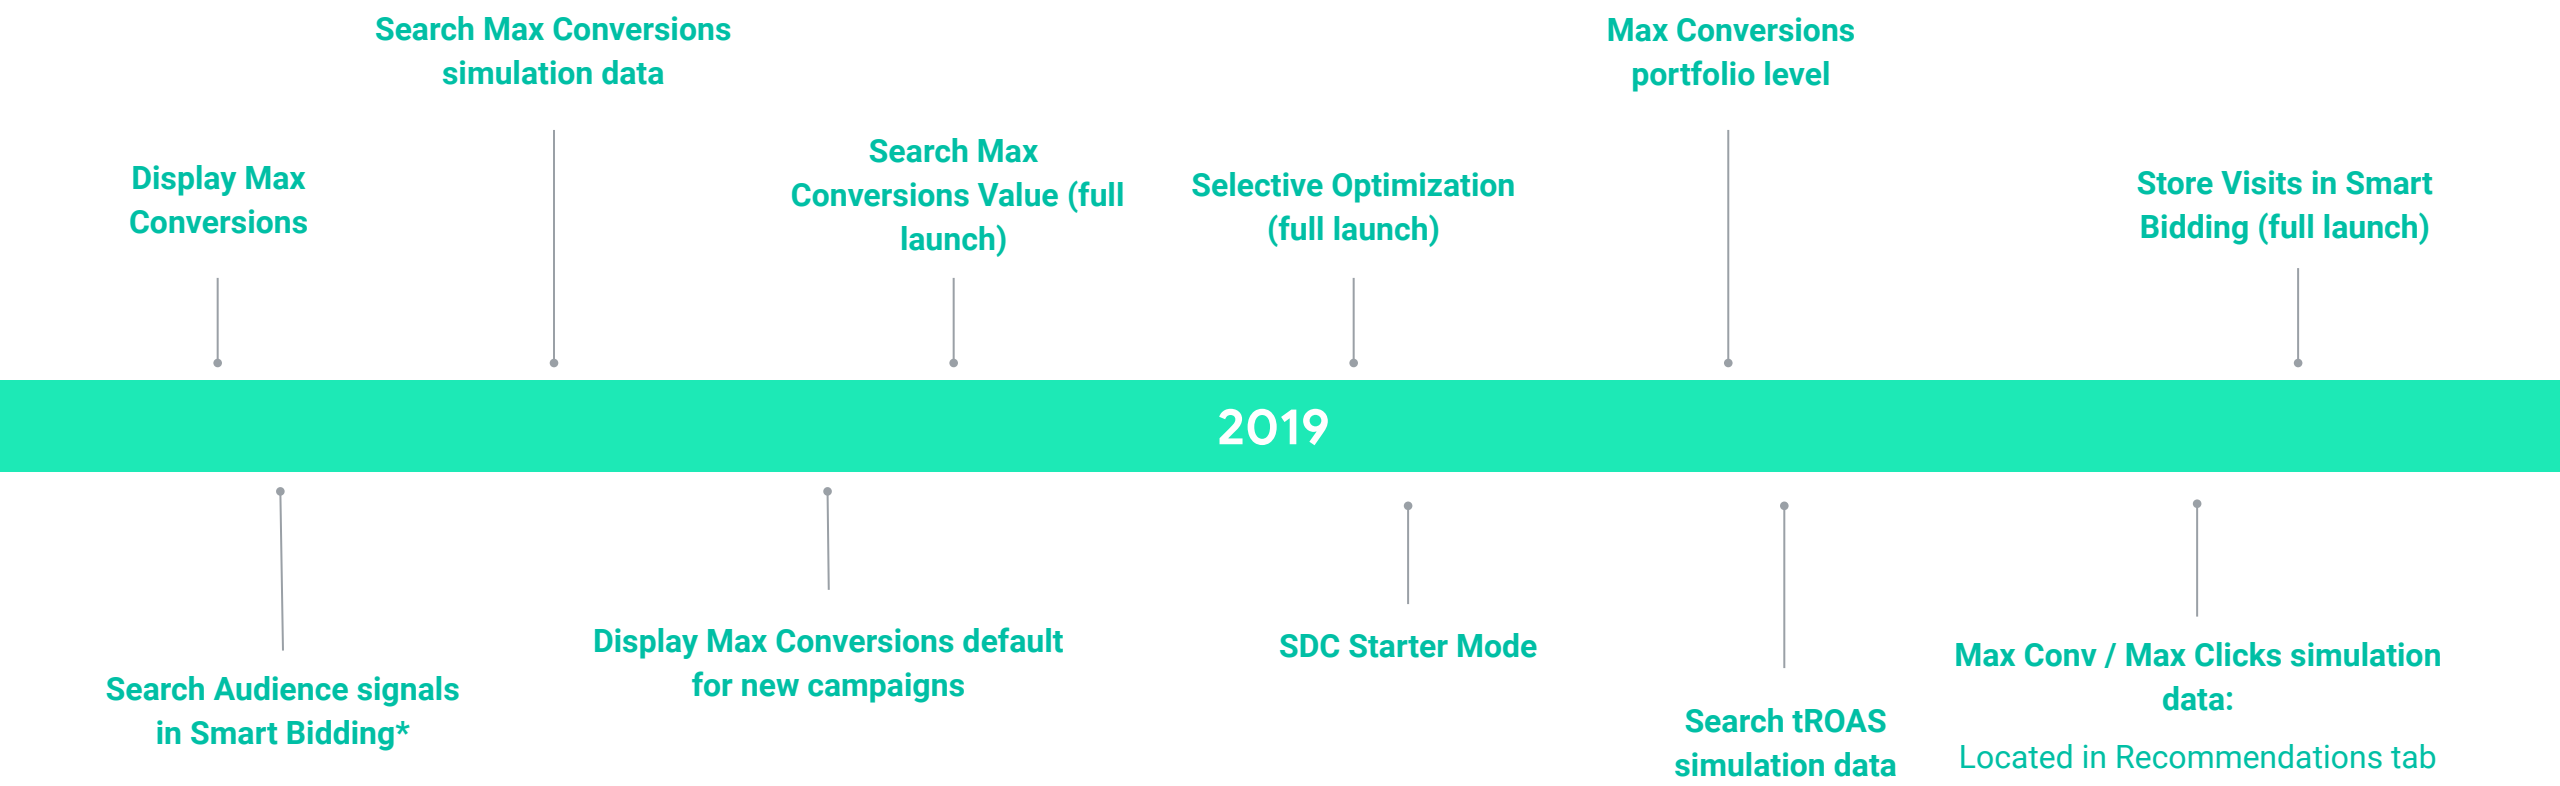 Search Max Conversions
simulation data
Max Conversions
portfolio level
Display Max
Conversions
Search Max
Conversions Value (full
launch)
Selective Optimization
(full launch)
Store Visits in Smart
Bidding (full launch)
2019
Search Audience signals
in Smart Bidding*
Display Max Conversions default
for new campaigns
SDC Starter Mode
Search tROAS
simulation data
Max Conv / Max Clicks simulation
data:
Located in Recommendations tab